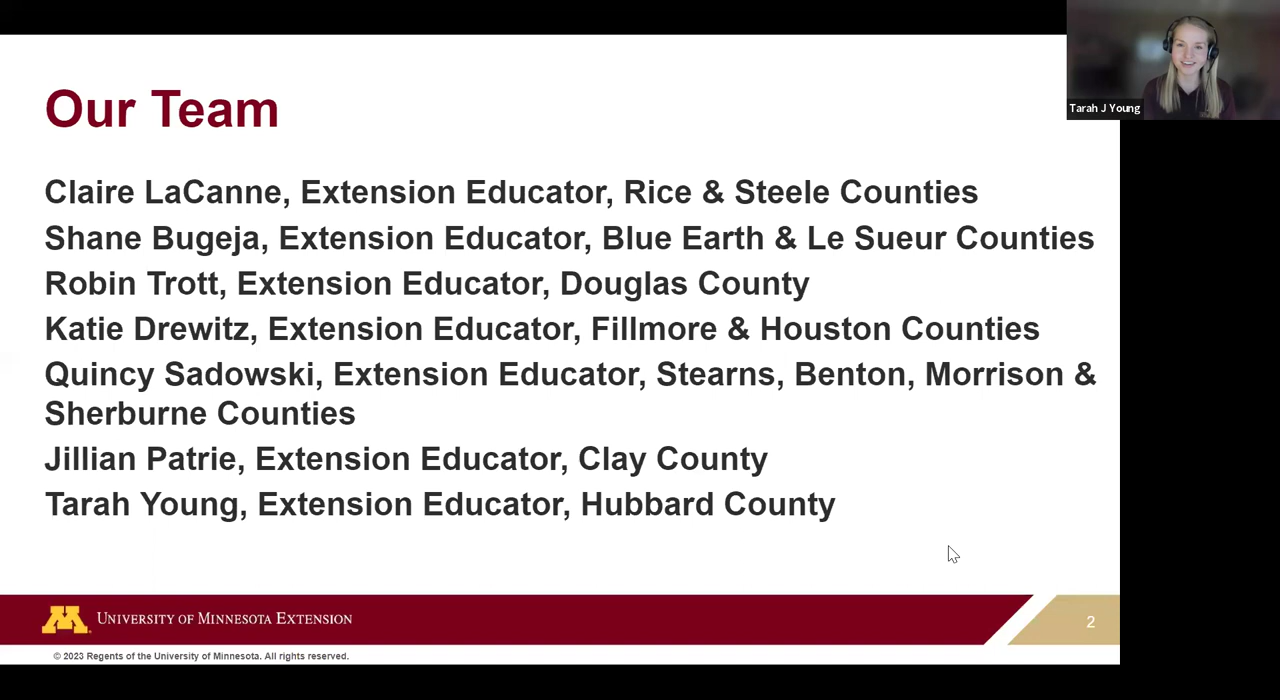 Our Team
Tarah J Young
Claire LaCanne, Extension Educator, Rice & Steele Counties
Shane Bugeja, Extension Educator, Blue Earth & Le Sueur Counties
Robin Trott, Extension Educator, Douglas County
Katie Drewitz, Extension Educator, Fillmore & Houston Counties
Quincy Sadowski, Extension Educator, Stearns, Benton, Morrison &
Sherburne Counties
Jillian Patrie, Extension Educator, Clay County
Tarah Young, Extension Educator, Hubbard County
M University of Minnesota Extension
2
© 2023 Regents of the University of Minnesota. All rights reserved.